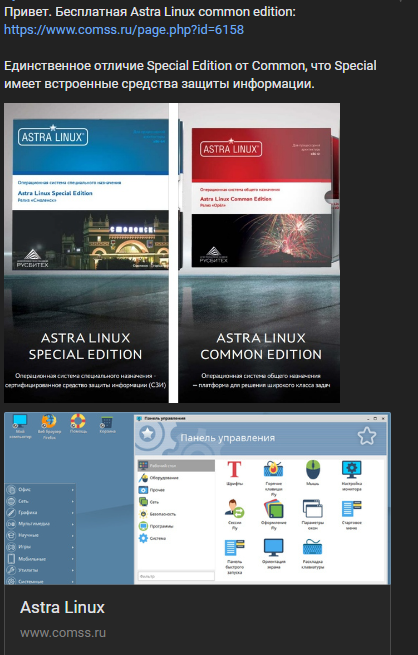 Привет. Бесплатная Astra Linux common edition:
https://www.comss.ru/page.php?id=6158
Единственное отличие Special Edition от Common, что Special
имеет встроенные средства защиты информации.
ASTRA LINUX
Операционная система специального назначения
Astra Linux Special Edition
Релиз «Смоленск»
РУСБИТЕХ
ASTRA LINUX
SPECIAL EDITION
Операционная система специального назначения -
сертифицированное средство защиты информации (СЗИ)
ASTRA LINUX
Операционная система общего назначения
Astra Linux Common Edition
Релиз «Орёл»
РУСБИТЕХ
ASTRA LINUX
COMMON EDITION
Операционная система общего назначения
— платформа для решения широкого класса задач
Мой
компьютер
Веб браузер
Помощь
Корзина
Офис
Сеть
Графика
Мультимедиа
Научные
Игры
Мобильные
Утилиты
Системные
Панель управления
Панель управления
Рабочий стол
Оборудование
Прочее
Сеть
Безопасность
Программы
Система
Фильтр
Шрифты
Горячие
клавиши
Fly
Мышь
Настройка
монитора
Сессии
Fly
Оформление
Fly
Параметры
окон
Стартовое
меню
Панель
быстрого
запуска
Ориентация
экрана
Раскладка
клавиатуры
Astra Linux
www.comss.ru